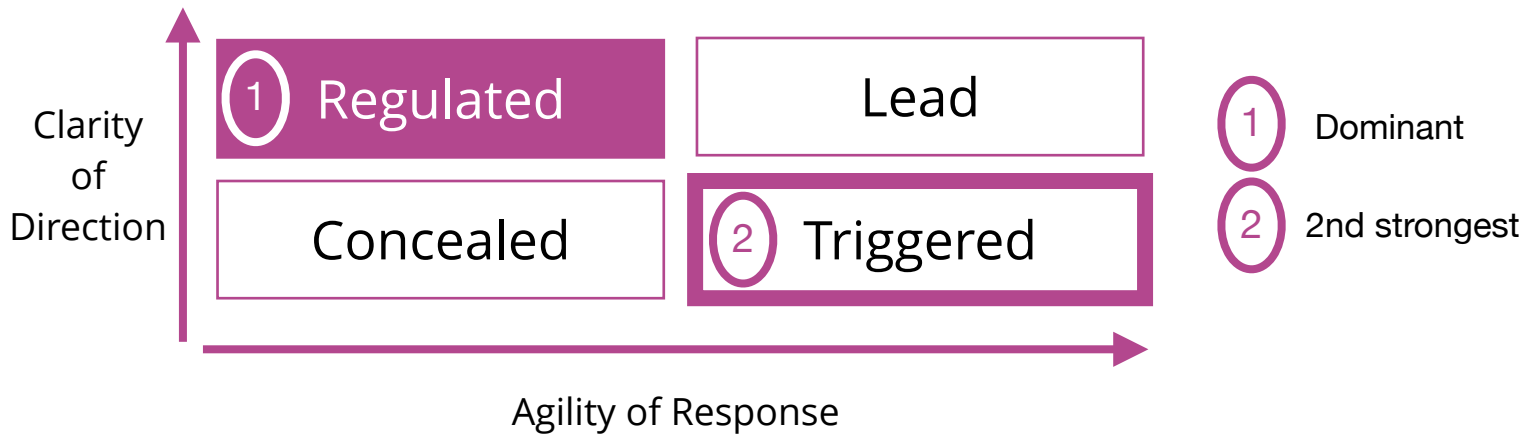 Clarity
of
Direction
1 Regulated
Lead
Concealed
2 Triggered
Agility of Response
1 Dominant
2 2nd strongest